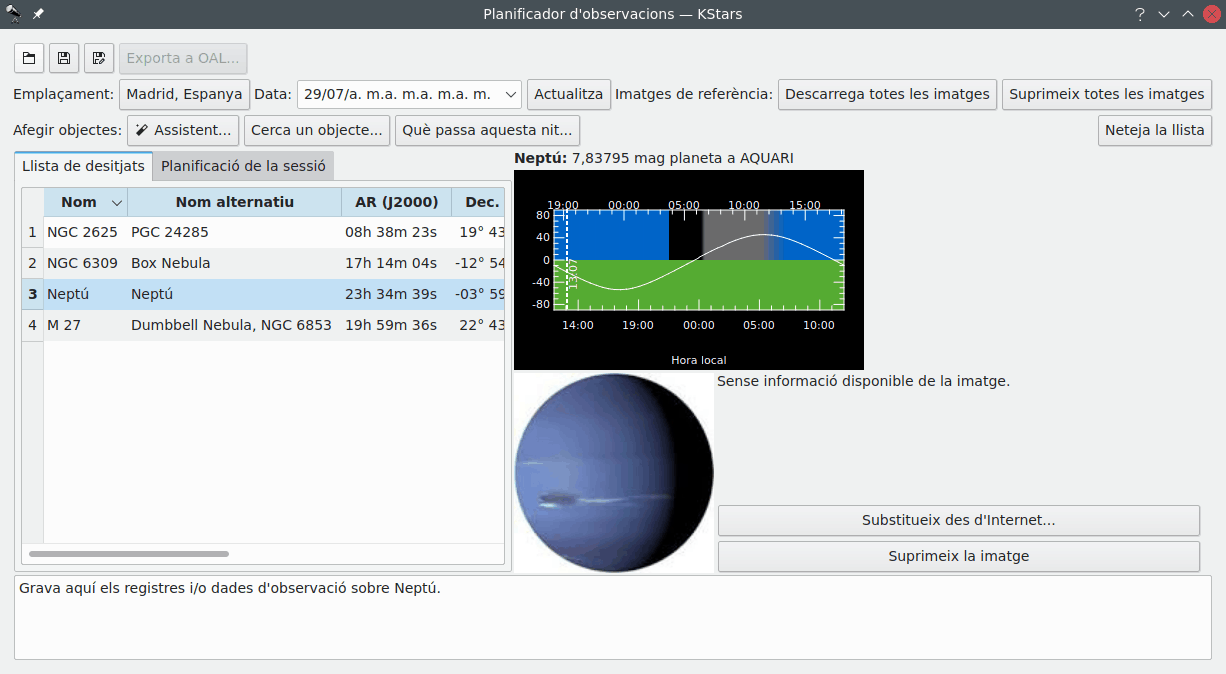 Planificador d'observacions — KStars
Exporta a OAL...
Emplaçament: Madrid, Espanya Data: 29/07/a. m.a. m.a. m.a. m. Actualitza Imatges de referència: Descarrega totes les imatges Suprimeix totes les imatges
Afegir objectes: Assistent... Cerca un objecte... Què passa aquesta nit... Neteja la llista
Llista de desitjats Planificació de la sessió
Nom Nom alternatiu AR (J2000) Dec.
1 NGC 2625 PGC 24285 08h 38m 23s 19° 43
2 NGC 6309 Box Nebula 17h 14m 04s -12° 54
3 Neptú Neptú 23h 34m 39s -03° 59
4 M 27 Dumbbell Nebula, NGC 6853 19h 59m 36s 22° 43
Neptú: 7,83795 mag planeta a AQUARI
19:00 00:00 05:00 10:00 15:00
80
40
0
-40
-80
13:07
14:00 19:00 00:00 05:00 10:00
Hora local
Sense informació disponible de la imatge.
Substitueix des d'Internet...
Suprimeix la imatge
Grava aquí els registres i/o dades d'observació sobre Neptú.